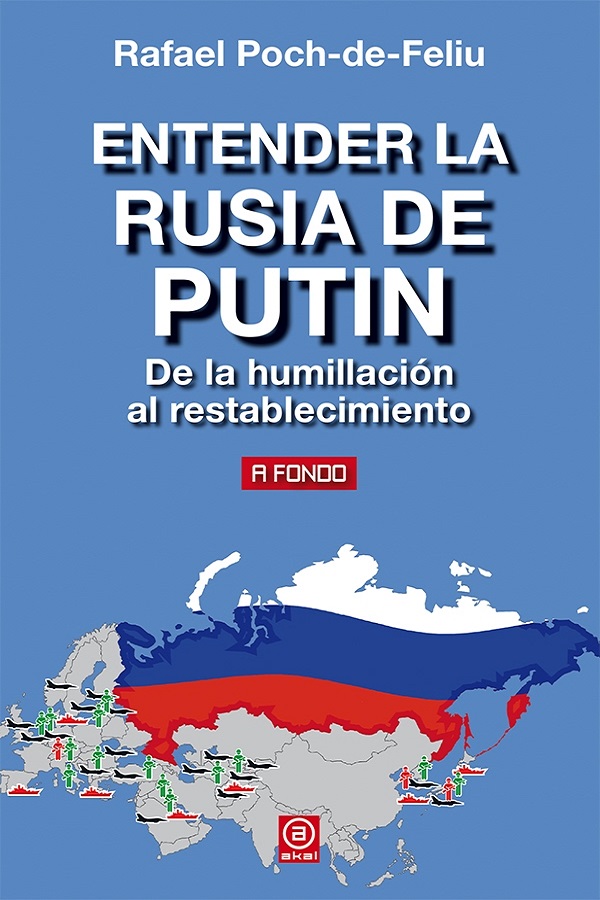 Rafael Poch-de-Feliu
ENTENDER LA
RUSIA DE
PUTIN
De la humillación
al restablecimiento
A FONDO
a
akal